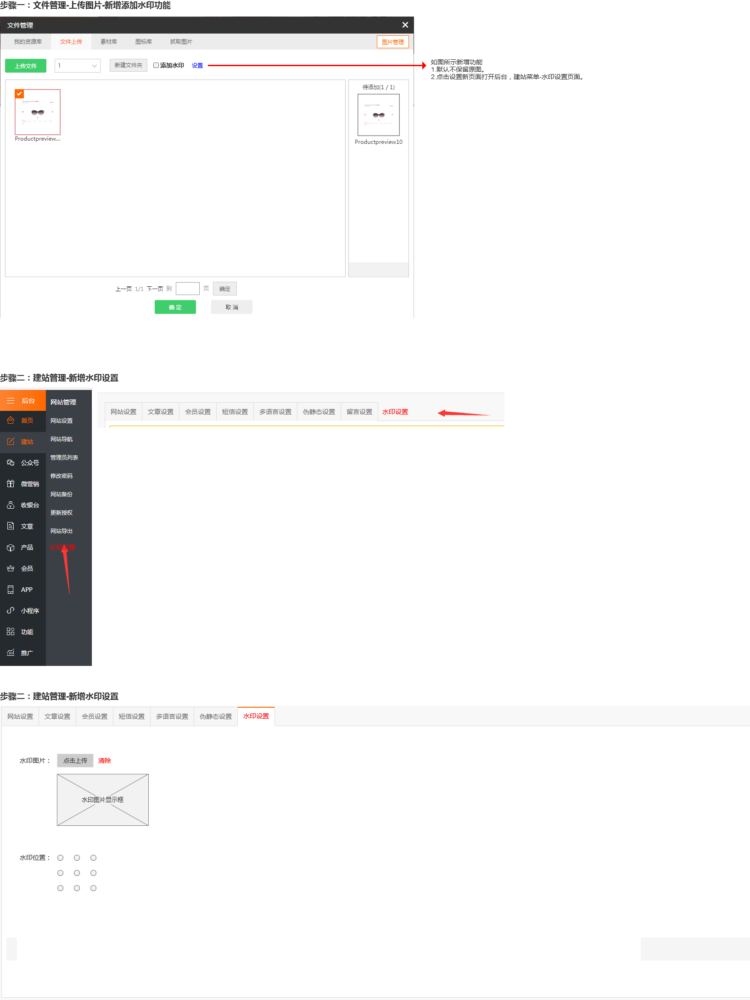 步骤一：文件管理-上传图片-新增添加水印功能
文件管理
我的资源库 文件上传 素材库 图标库 抓取图片 图片管理
上传文件 1 新建文件夹 添加水印 设置
如图所示新增功能
1.默认不保留原图。
2.点击设置新页面打开后台，建站菜单-水印设置页面。
待添加(1 / 1)
Productpreview...
Productpreview10
上一页 1/1 下一页 到 页 确定
确 定 取 消
步骤二：建站管理-新增水印设置
后台
首页
建站
公众号
微营销
收银台
文章
产品
会员
APP
小程序
功能
推广
网站管理
网站设置
网站导航
管理员列表
修改密码
网站备份
更新授权
网站导出
水印设置
网站设置 文章设置 会员设置 短信设置 多语言设置 伪静态设置 留言设置 水印设置
步骤二：建站管理-新增水印设置
网站设置 文章设置 会员设置 短信设置 多语言设置 伪静态设置 水印设置
水印图片： 点击上传 清除
水印图片显示框
水印位置：